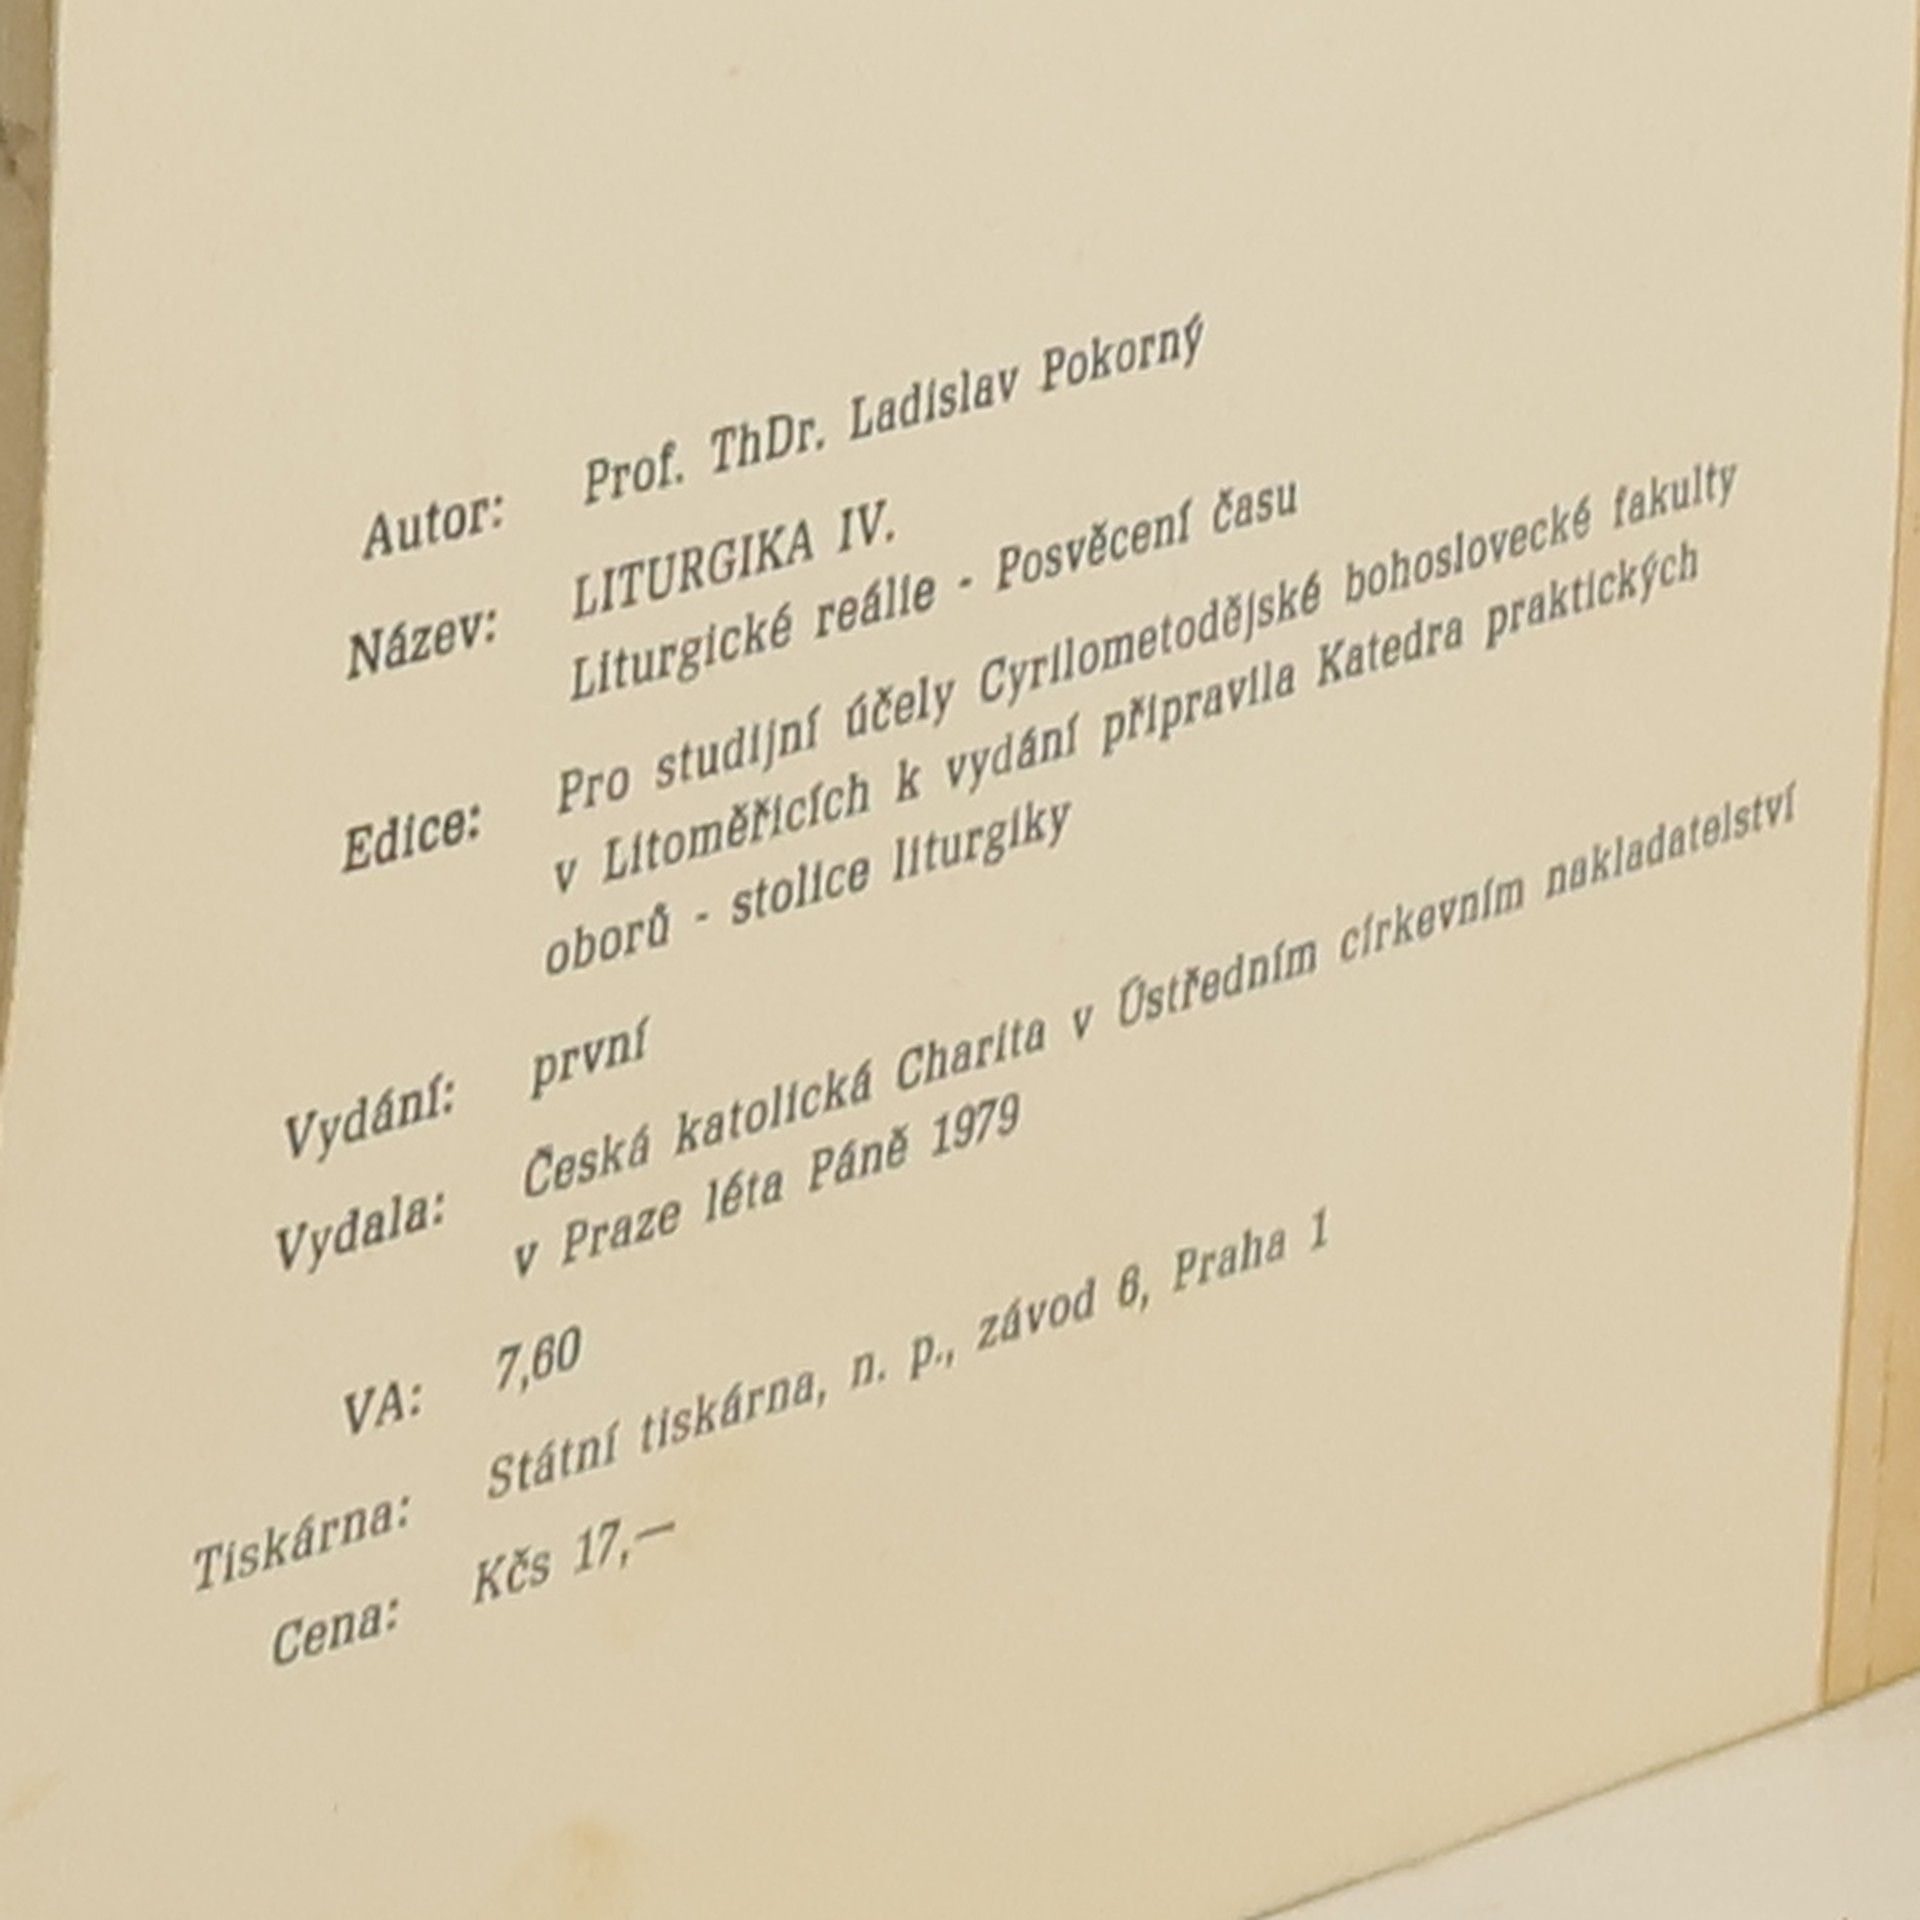 Autor: Prof. ThDr. Ladislav Pokorný
Název: LITURGIKA IV.
Liturgické reálie - Posvěcení času
Edice: Pro studijní účely Cyrilometodějské bohoslovecké fakulty
v Litoměřicích k vydání připravila Katedra praktických
oborů - stolice liturgiky
Vydání: první
Vydala: Česká katolická Charita v Ústředním církevním nakladatelství
v Praze léta Páně 1979
VA: 7,60
Tiskárna: Státní tiskárna, n. p., závod 6, Praha 1
Cena: Kčs 17,—